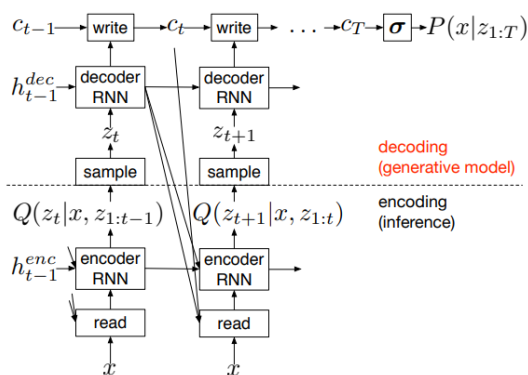 c_{t-1} write c_t write ... c_T σ P(x|z_{1:T})
h_{t-1}^{dec} decoder RNN decoder RNN
z_t z_{t+1}
sample sample
decoding
(generative model)
encoding
(inference)
Q(z_t|x, z_{1:t-1}) Q(z_{t+1}|x, z_{1:t})
h_{t-1}^{enc} encoder RNN encoder RNN
read read
x x